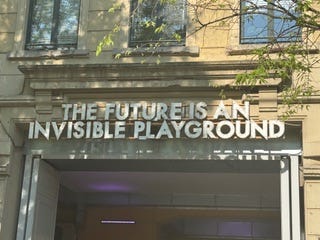 THE FUTURE IS AN
INVISIBLE PLAYGROUND